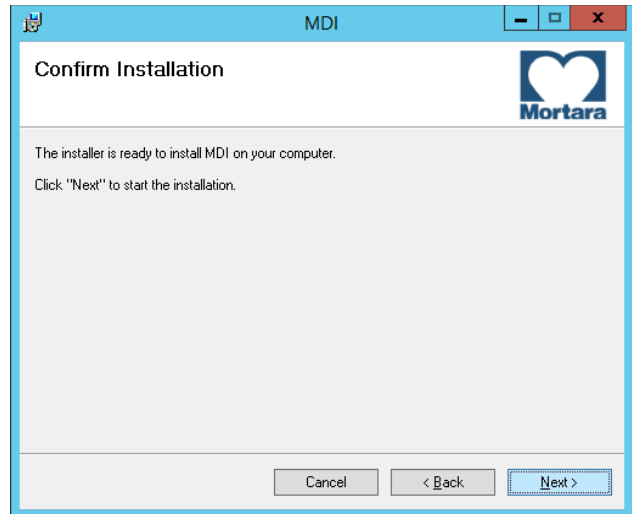 MDI
Confirm Installation
Mortara
The installer is ready to install MDI on your computer.
Click "Next" to start the installation.
Cancel
< Back
Next >